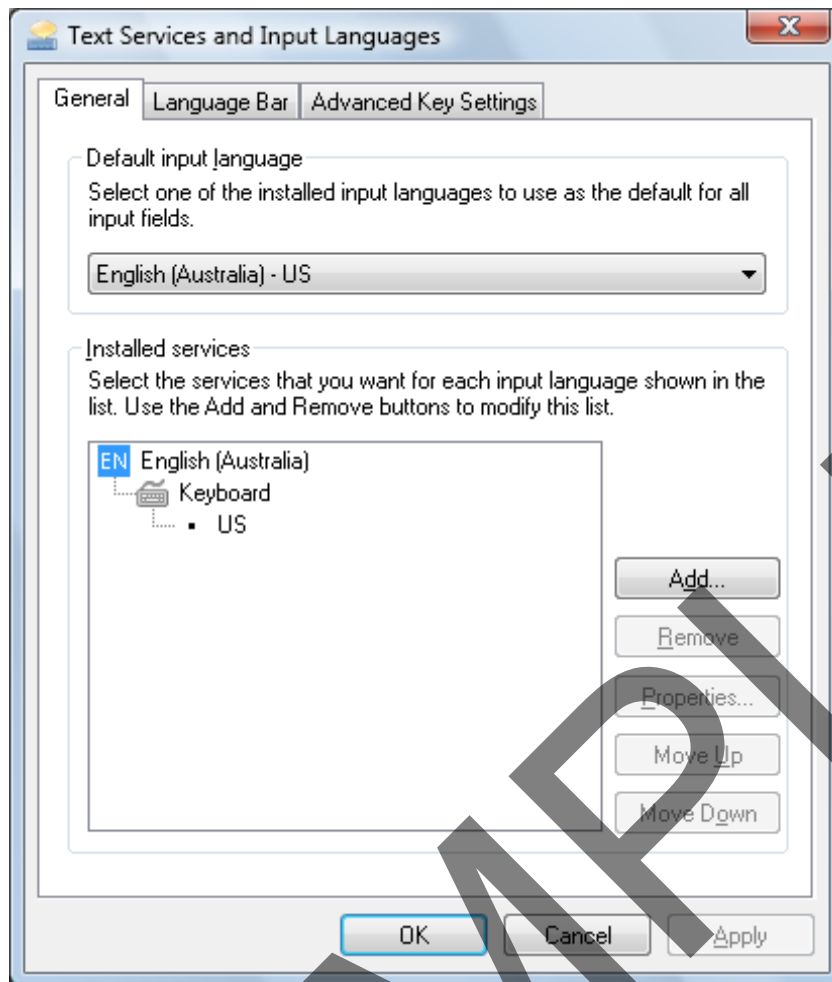 Text Services and Input Languages
General
Language Bar
Advanced Key Settings
Default input language
Select one of the installed input languages to use as the default for all
input fields.
English (Australia) - US
Installed services
Select the services that you want for each input language shown in the
list. Use the Add and Remove buttons to modify this list.
EN English (Australia)
Keyboard
US
Add...
Remove
Properties...
Move Up
Move Down
OK
Cancel
Apply